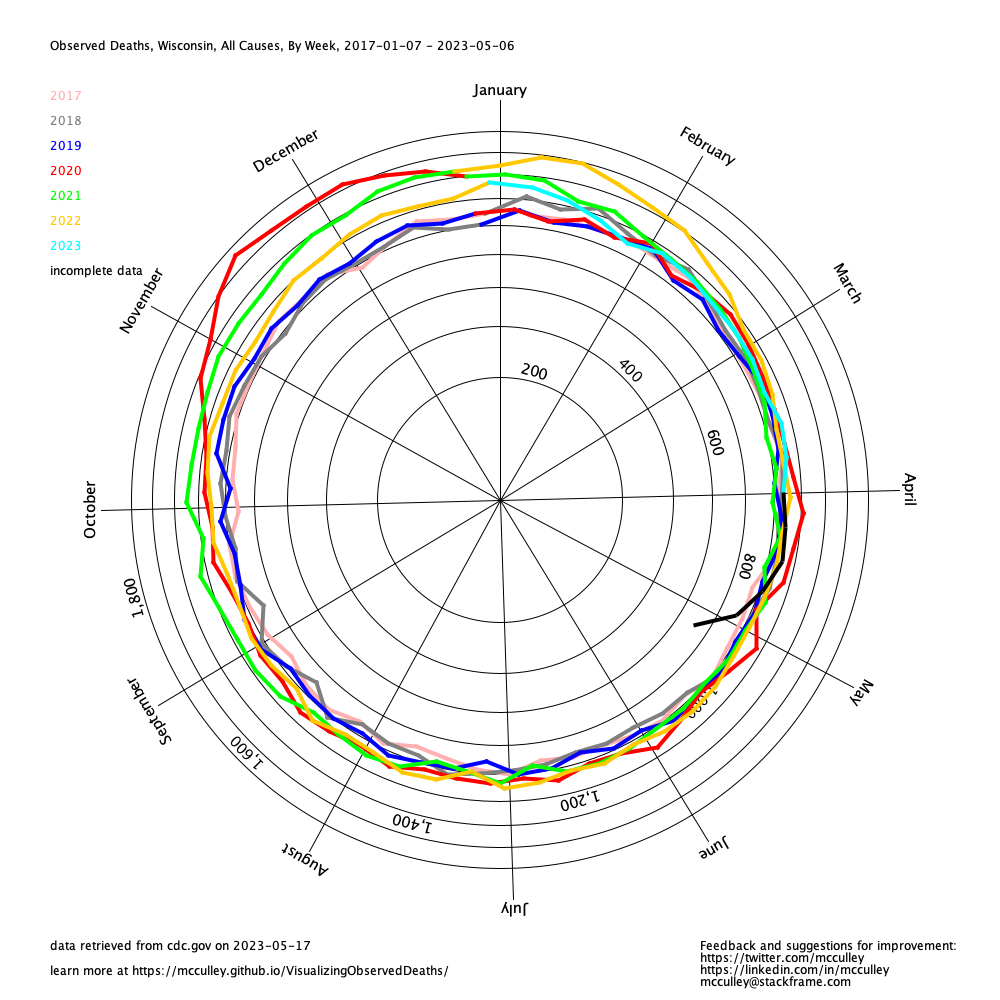 Observed Deaths, Wisconsin, All Causes, By Week, 2017-01-07 - 2023-05-06
January
2017
2018
2019
2020
2021
2022
2023
incomplete data
December
February
November
March
200
400
600
October
April
800
1,800
September
May
1,600
1,200
1,400
August
June
July
data retrieved from cdc.gov on 2023-05-17
learn more at https://mcculley.github.io/VisualizingObservedDeaths/
Feedback and suggestions for improvement:
https://twitter.com/mcculley
https://linkedin.com/in/mcculley
mcculley@stackframe.com